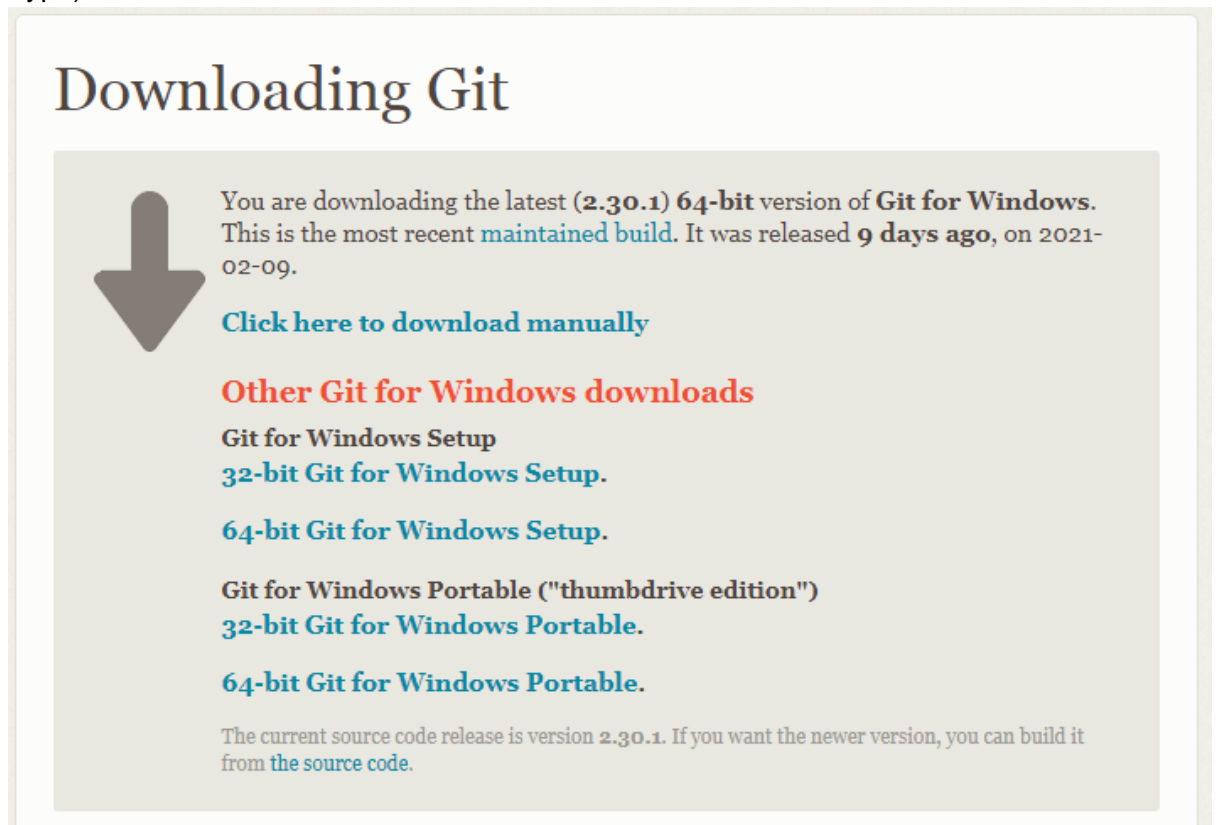 Downloading Git
You are downloading the latest (2.30.1) 64-bit version of Git for Windows.
This is the most recent maintained build. It was released 9 days ago, on 2021-
02-09.
Click here to download manually
Other Git for Windows downloads
Git for Windows Setup
32-bit Git for Windows Setup.
64-bit Git for Windows Setup.
Git for Windows Portable ("thumbdrive edition")
32-bit Git for Windows Portable.
64-bit Git for Windows Portable.
The current source code release is version 2.30.1. If you want the newer version, you can build it
from the source code.